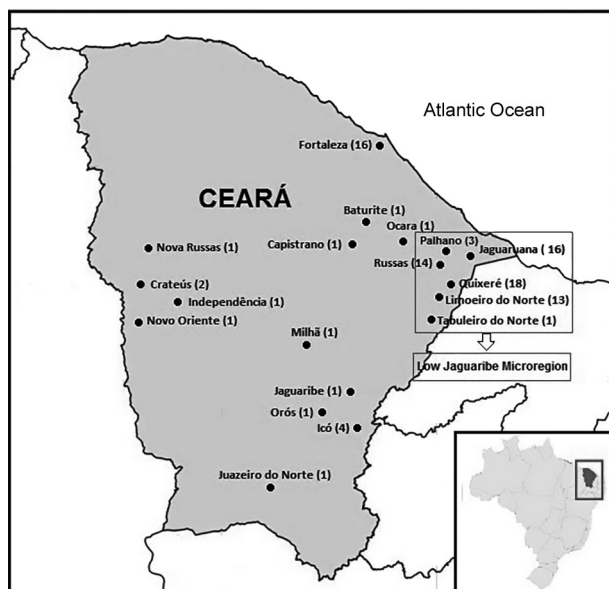 Atlantic Ocean
Fortaleza (16)
CEARÁ
Baturite (1)
Ocara (1)
Nova Russas (1)
Capistrano (1)
Palhano (3)
Jaguaruana ( 16)
Russas (14)
Crateús (2)
Quixeré (18)
Independência (1)
Limoeiro do Norte (13)
Novo Oriente (1)
Tabuleiro do Norte (1)
Milhã (1)
Low Jaguaribe Microregion
Jaguaribe (1)
Orós (1)
Icó (4)
Juazeiro do Norte (1)